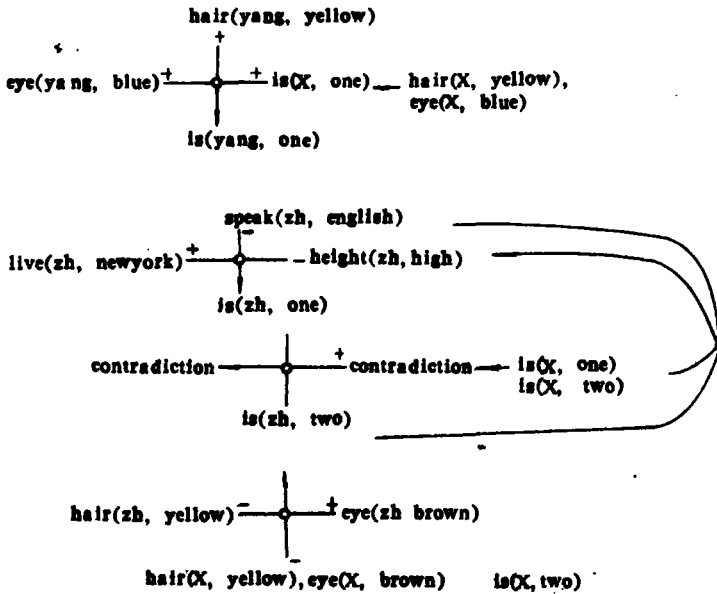 hair(yang, yellow)
+
eye(yang, blue) + + is(X, one) hair(X, yellow),
eye(X, blue)
is(yang, one)
speak(zh, english)
-
live(zh, newyork) + - height(zh, high)
is(zh, one)
contradiction + contradiction is(X, one)
is(X, two)
is(zh, two)
hair(zh, yellow) - + eye(zh brown)
-
hair(X, yellow), eye(X, brown) is(X, two)